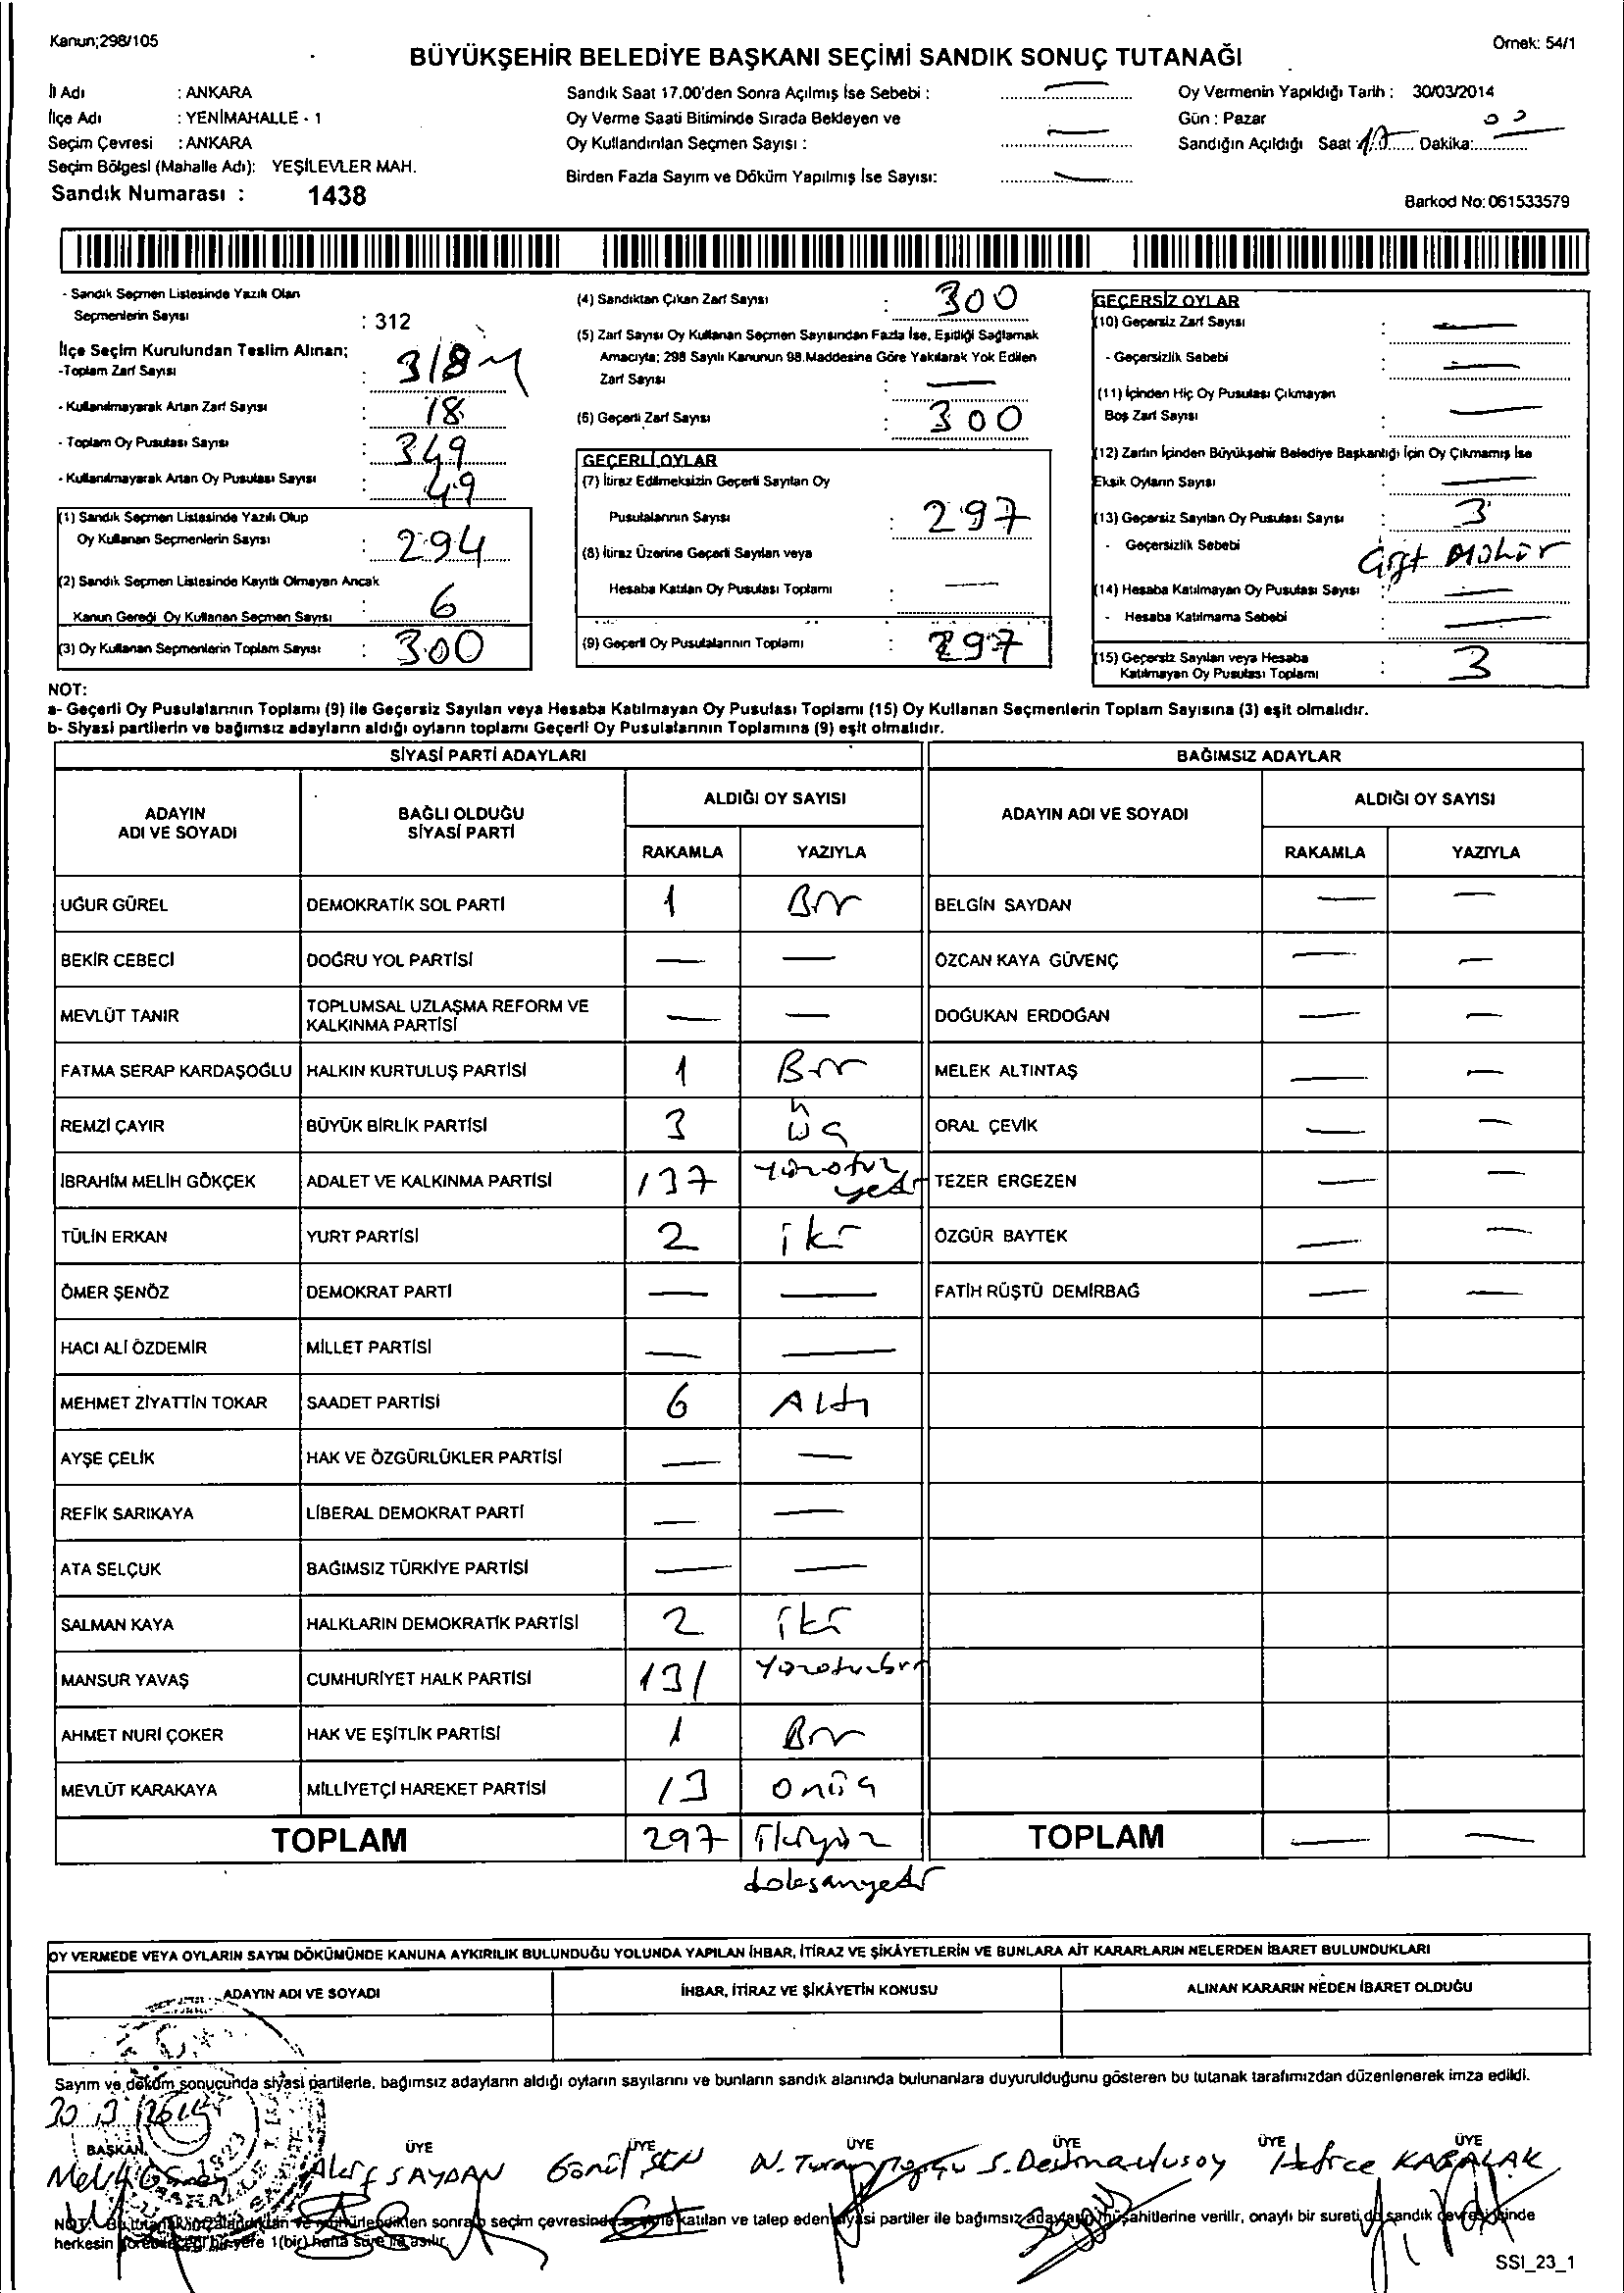 Kanun;298/105
Örnek: 54/1
BÜYÜKŞEHİR BELEDİYE BAŞKANI SEÇİMİ SANDIK SONUÇ TUTANAĞI
İl Adı : ANKARA
İlçe Adı : YENİMAHALLE - 1
Seçim Çevresi : ANKARA
Seçim Bölgesi (Mahalle Adı): YEŞİLEVLER MAH.
Sandık Numarası : 1438
Sandık Saat 17.00'den Sonra Açılmış İse Sebebi : —
Oy Verme Saati Bitiminde Sırada Bekleyen ve
Oy Kullandırılan Seçmen Sayısı : —
Birden Fazla Sayım ve Döküm Yapılmış İse Sayısı: —
Oy Vermenin Yapıldığı Tarih : 30/03/2014
Gün : Pazar
Sandığın Açıldığı Saat 17 Dakika: 00
Barkod No: 061533579
- Sandık Seçmen Listesinde Yazılı Olan
Seçmenlerin Sayısı : 312
İlçe Seçim Kurulundan Teslim Alınan;
-Toplam Zarf Sayısı : 318
- Kullanılmayarak Artan Zarf Sayısı : 18
- Toplam Oy Pusulası Sayısı : 349
- Kullanılmayarak Artan Oy Pusulası Sayısı : 49
(1) Sandık Seçmen Listesinde Yazılı Olup
Oy Kullanan Seçmenlerin Sayısı : 294
(2) Sandık Seçmen Listesinde Kayıtlı Olmayan Ancak
Kanun Gereği Oy Kullanan Seçmen Sayısı : 6
(3) Oy Kullanan Seçmenlerin Toplam Sayısı : 300
(4) Sandıktan Çıkan Zarf Sayısı : 300
(5) Zarf Sayısı Oy Kullanan Seçmen Sayısından Fazla İse, Eşitliği Sağlamak
Amacıyla; 298 Sayılı Kanunun 98.Maddesine Göre Yakılarak Yok Edilen
Zarf Sayısı : —
(6) Geçerli Zarf Sayısı : 300
GEÇERLİ OYLAR
(7) İtiraz Edilmeksizin Geçerli Sayılan Oy
Pusulalarının Sayısı : 297
(8) İtiraz Üzerine Geçerli Sayılan veya
Hesaba Katılan Oy Pusulası Toplamı : —
(9) Geçerli Oy Pusulalarının Toplamı : 297
GEÇERSİZ OYLAR
(10) Geçersiz Zarf Sayısı : —
- Geçersizlik Sebebi : —
(11) İçinden Hiç Oy Pusulası Çıkmayan
Boş Zarf Sayısı : —
(12) Zarfın İçinden Büyükşehir Belediye Başkanlığı İçin Oy Çıkmamış İse
Eksik Oyların Sayısı : —
(13) Geçersiz Sayılan Oy Pusulası Sayısı : 3
- Geçersizlik Sebebi : Çift Mühür
(14) Hesaba Katılmayan Oy Pusulası Sayısı : —
- Hesaba Katılmama Sebebi : —
(15) Geçersiz Sayılan veya Hesaba
Katılmayan Oy Pusulası Toplamı : 3
NOT:
a- Geçerli Oy Pusulalarının Toplamı (9) ile Geçersiz Sayılan veya Hesaba Katılmayan Oy Pusulası Toplamı (15) Oy Kullanan Seçmenlerin Toplam Sayısına (3) eşit olmalıdır.
b- Siyasi partilerin ve bağımsız adayların aldığı oyların toplamı Geçerli Oy Pusulalarının Toplamına (9) eşit olmalıdır.
SİYASİ PARTİ ADAYLARI BAĞIMSIZ ADAYLAR
ADAYIN
ADI VE SOYADI
BAĞLI OLDUĞU
SİYASİ PARTİ
ALDIĞI OY SAYISI
RAKAMLA YAZIYLA
ADAYIN ADI VE SOYADI
ALDIĞI OY SAYISI
RAKAMLA YAZIYLA
UĞUR GÜREL DEMOKRATİK SOL PARTİ 1 Bir BELGİN SAYDAN — —
BEKİR CEBECİ DOĞRU YOL PARTİSİ — — ÖZCAN KAYA GÜVENÇ — —
MEVLÜT TANIR TOPLUMSAL UZLAŞMA REFORM VE
KALKINMA PARTİSİ — — DOĞUKAN ERDOĞAN — —
FATMA SERAP KARDAŞOĞLU HALKIN KURTULUŞ PARTİSİ 1 Bir MELEK ALTINTAŞ — —
REMZİ ÇAYIR BÜYÜK BİRLİK PARTİSİ 3 üç ORAL ÇEVİK — —
İBRAHİM MELİH GÖKÇEK ADALET VE KALKINMA PARTİSİ 137 yüzotuz
yedi TEZER ERGEZEN — —
TÜLİN ERKAN YURT PARTİSİ 2 iki ÖZGÜR BAYTEK — —
ÖMER ŞENÖZ DEMOKRAT PARTİ — — FATİH RÜŞTÜ DEMİRBAĞ — —
HACI ALİ ÖZDEMİR MİLLET PARTİSİ — —
MEHMET ZİYATTİN TOKAR SAADET PARTİSİ 6 Altı
AYŞE ÇELİK HAK VE ÖZGÜRLÜKLER PARTİSİ — —
REFİK SARIKAYA LİBERAL DEMOKRAT PARTİ — —
ATA SELÇUK BAĞIMSIZ TÜRKİYE PARTİSİ — —
SALMAN KAYA HALKLARIN DEMOKRATİK PARTİSİ 2 iki
MANSUR YAVAŞ CUMHURİYET HALK PARTİSİ 131 Yüzotuzbir
AHMET NURİ ÇOKER HAK VE EŞİTLİK PARTİSİ 1 Bir
MEVLÜT KARAKAYA MİLLİYETÇİ HAREKET PARTİSİ 13 onüç
TOPLAM 297 ikiyüz
doksanyedi TOPLAM — —
OY VERMEDE VEYA OYLARIN SAYIM DÖKÜMÜNDE KANUNA AYKIRILIK BULUNDUĞU YOLUNDA YAPILAN İHBAR, İTİRAZ VE ŞİKÂYETLERİN VE BUNLARA AİT KARARLARIN NELERDEN İBARET BULUNDUKLARI
ADAYIN ADI VE SOYADI İHBAR, İTİRAZ VE ŞİKÂYETİN KONUSU ALINAN KARARIN NEDEN İBARET OLDUĞU
Sayım ve döküm sonucunda siyasi partilerle, bağımsız adayların aldığı oyların sayılarını ve bunların sandık alanında bulunanlara duyurulduğunu gösteren bu tutanak tarafımızdan düzenlenerek imza edildi.
30 3 2014
BAŞKAN ÜYE ÜYE ÜYE ÜYE ÜYE ÜYE
SAYDAN Gönül ŞEN N. S. Hatice KABALAK
NOT: Bu tutanak imzalandıktan ve mühürlendikten sonra seçim çevresinde seçime katılan ve talep eden siyasi partiler ile bağımsız adayların müşahitlerine verilir, onaylı bir sureti de sandık çevresinde
herkesin görebileceği bir yere 1(bir) hafta süre ile asılır.
SSI_23_1